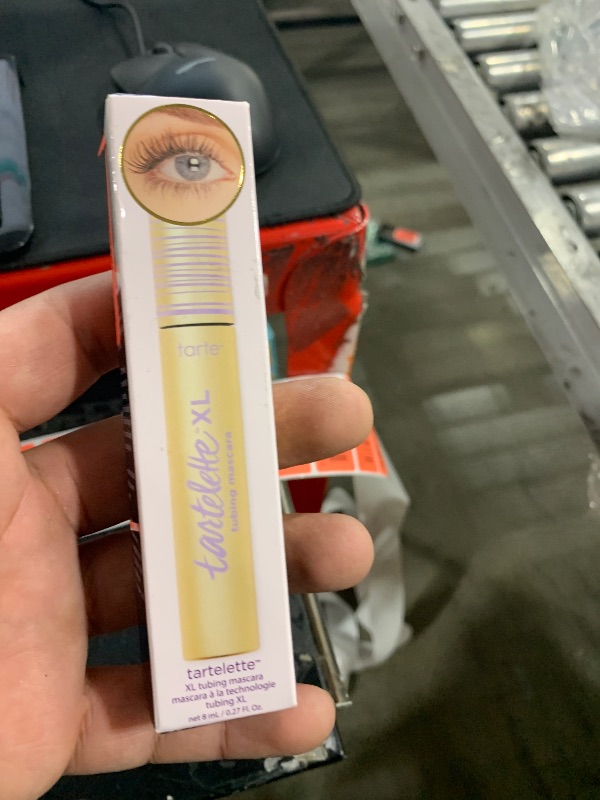 tarte
tartelette™ XL
tubing mascara
tartelette™
XL tubing mascara
mascara à la technologie
tubing XL
net 8 mL / 0.27 Fl. Oz.